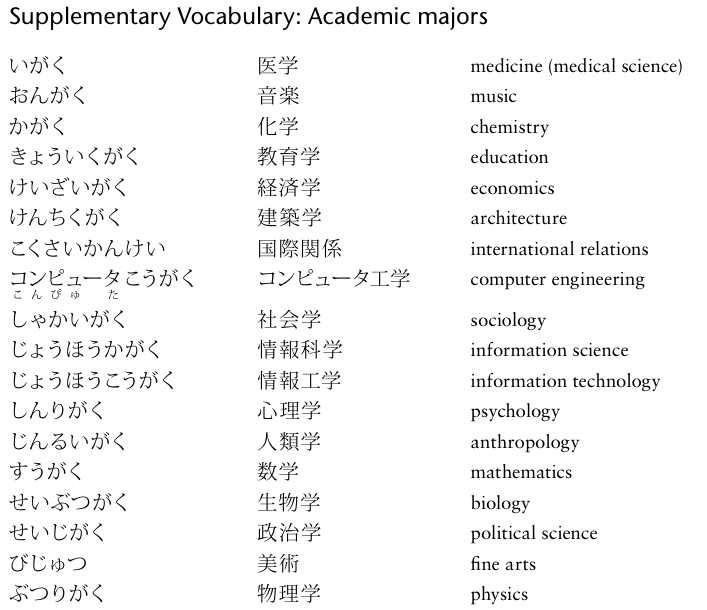 Supplementary Vocabulary: Academic majors
いがく 医学 medicine (medical science)
おんがく 音楽 music
かがく 化学 chemistry
きょういくがく 教育学 education
けいざいがく 経済学 economics
けんちくがく 建築学 architecture
こくさいかんけい 国際関係 international relations
コンピュータこうがく コンピュータ工学 computer engineering
こんぴゅ た
しゃかいがく 社会学 sociology
じょうほうかがく 情報科学 information science
じょうほうこうがく 情報工学 information technology
しんりがく 心理学 psychology
じんるいがく 人類学 anthropology
すうがく 数学 mathematics
せいぶつがく 生物学 biology
せいじがく 政治学 political science
びじゅつ 美術 fine arts
ぶつりがく 物理学 physics